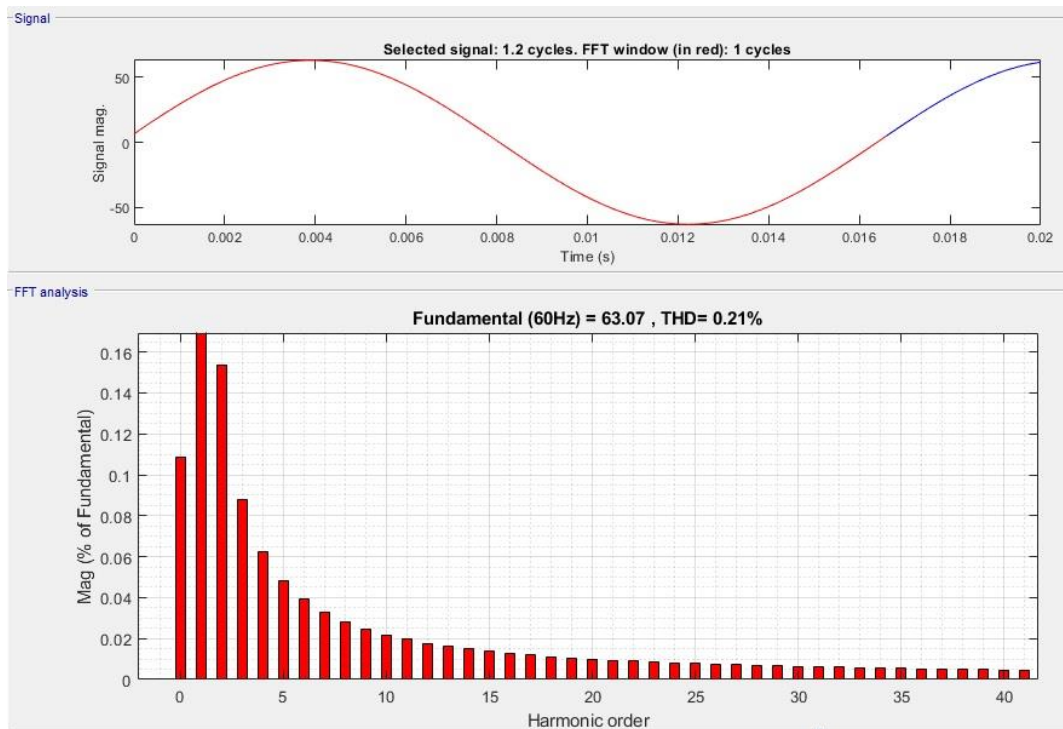 Signal
Selected signal: 1.2 cycles. FFT window (in red): 1 cycles
50
0
-50
Signal mag.
0 0.002 0.004 0.006 0.008 0.01 0.012 0.014 0.016 0.018 0.02
Time (s)
FFT analysis
Fundamental (60Hz) = 63.07 , THD= 0.21%
0.16
0.14
0.12
0.1
0.08
0.06
0.04
0.02
0
Mag (% of Fundamental)
0 5 10 15 20 25 30 35 40
Harmonic order